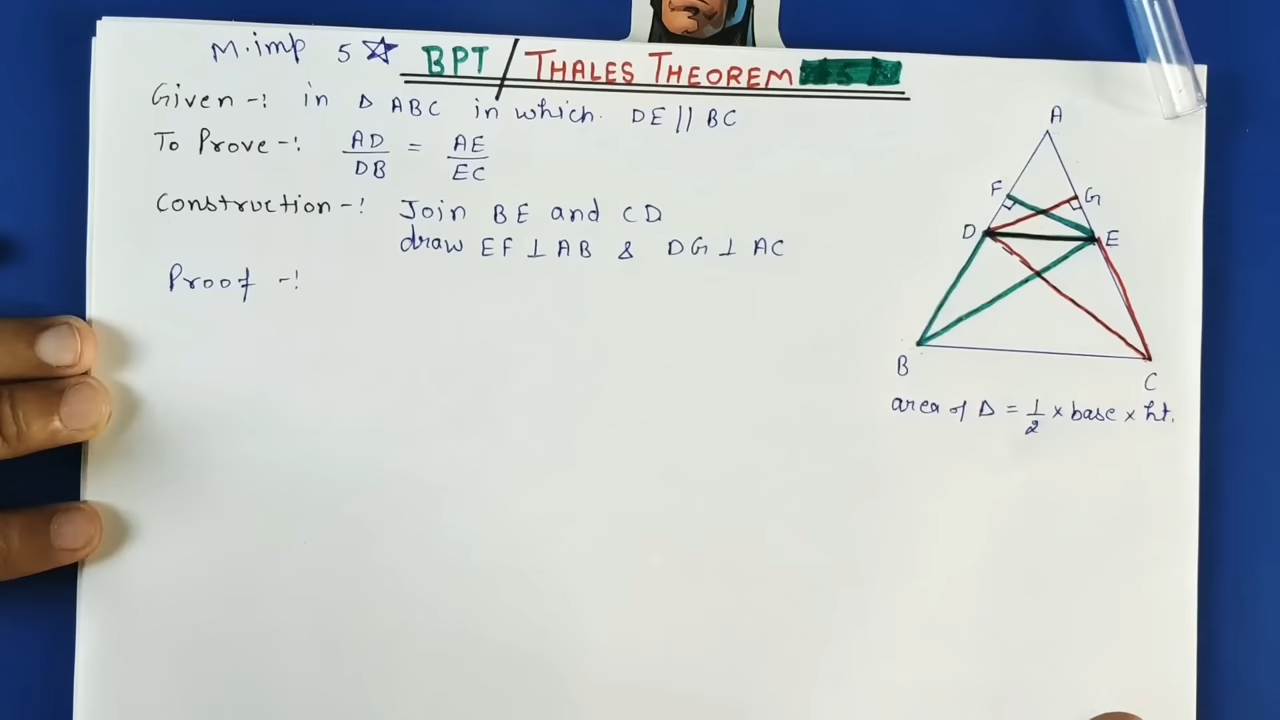 M.imp 5☆ BPT / THALES THEOREM
Given -: in Δ ABC in which. DE || BC
To Prove -: AD/DB = AE/EC
Construction -: Join BE and CD
draw EF ⊥ AB & DG ⊥ AC
Proof -:
A
F G
D E
B
C
area of Δ = 1/2 × base × ht.